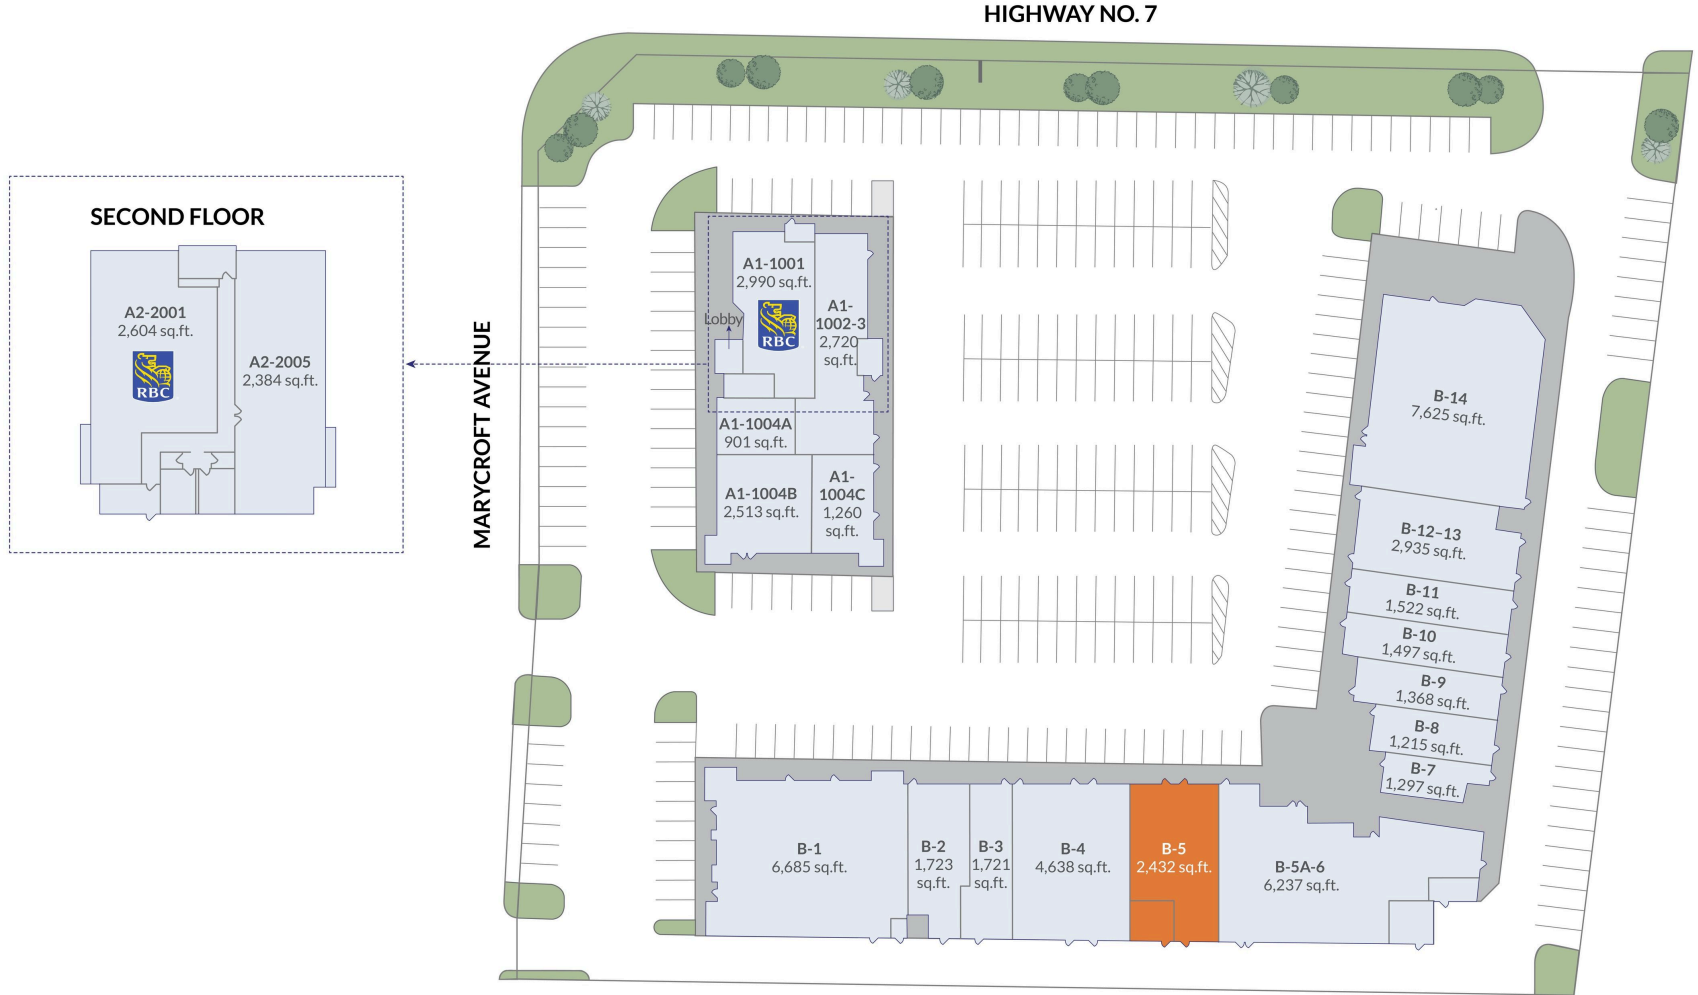 HIGHWAY NO. 7
SECOND FLOOR
A2-2001
2,604 sq.ft.
RBC
A2-2005
2,384 sq.ft.
MARYCROFT AVENUE
A1-1001
2,990 sq.ft.
RBC
Lobby
A1-
1002-3
2,720
sq.ft.
A1-1004A
901 sq.ft.
A1-1004B
2,513 sq.ft.
A1-
1004C
1,260
sq.ft.
B-14
7,625 sq.ft.
B-12–13
2,935 sq.ft.
B-11
1,522 sq.ft.
B-10
1,497 sq.ft.
B-9
1,368 sq.ft.
B-8
1,215 sq.ft.
B-7
1,297 sq.ft.
B-1
6,685 sq.ft.
B-2
1,723
sq.ft.
B-3
1,721
sq.ft.
B-4
4,638 sq.ft.
B-5
2,432 sq.ft.
B-5A-6
6,237 sq.ft.